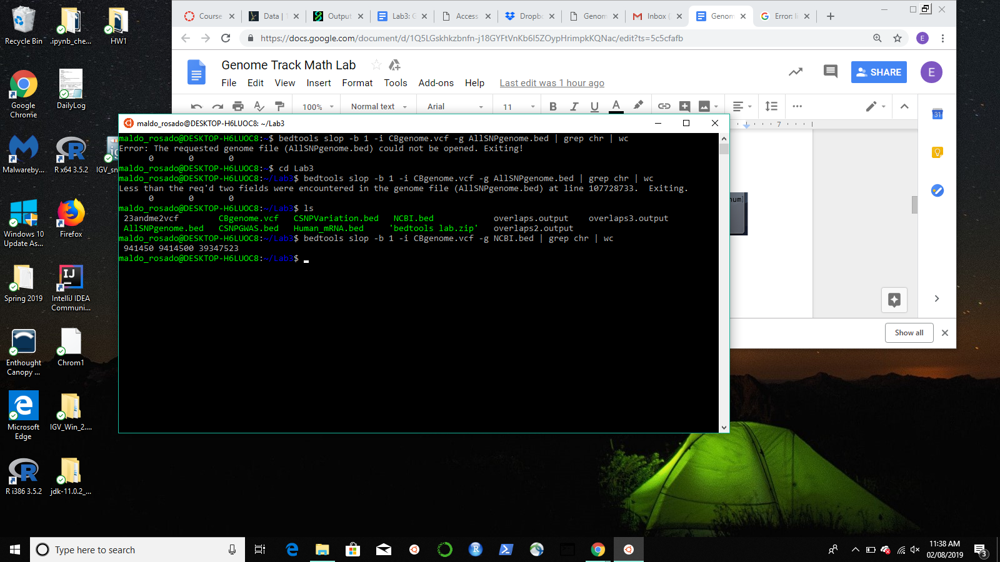 Recycle Bin
.ipynb_che...
HW1
Google
Chrome
DailyLog
Malwareby...
R x64 3.5.2
IGV_sn
Windows 10
Update As...
Firefox
Spring 2019
IntelliJ IDEA
Communi...
Enthought
Canopy ...
Chrom1
Microsoft
Edge
IGV_Win_2....
R i386 3.5.2
jdk-11.0.2_...
Course
Data | T
Output
Lab3: G
Access
Dropb
Genom
Inbox (
Genom
Error: li
https://docs.google.com/document/d/1Q5LGskhkzbnfn-j18GYFtVnKb6I5ZOypHrimpkKQNac/edit?ts=5c5cfafb
E
Genome Track Math Lab
File Edit View Insert Format Tools Add-ons Help Last edit was 1 hour ago
SHARE
E
100% Normal text Arial 11 B I U A
7
31
num]
Show all
maldo_rosado@DESKTOP-H6LUOC8: ~/Lab3
maldo_rosado@DESKTOP-H6LUOC8:~$ bedtools slop -b 1 -i CBgenome.vcf -g AllSNPgenome.bed | grep chr | wc
Error: The requested genome file (AllSNPgenome.bed) could not be opened. Exiting!
0 0 0
maldo_rosado@DESKTOP-H6LUOC8:~$ cd Lab3
maldo_rosado@DESKTOP-H6LUOC8:~/Lab3$ bedtools slop -b 1 -i CBgenome.vcf -g AllSNPgenome.bed | grep chr | wc
Less than the req'd two fields were encountered in the genome file (AllSNPgenome.bed) at line 107728733.  Exiting.
0 0 0
maldo_rosado@DESKTOP-H6LUOC8:~/Lab3$ ls
23andme2vcf CBgenome.vcf CSNPVariation.bed NCBI.bed overlaps.output overlaps3.output
AllSNPgenome.bed CSNPGWAS.bed Human_mRNA.bed 'bedtools lab.zip' overlaps2.output
maldo_rosado@DESKTOP-H6LUOC8:~/Lab3$ bedtools slop -b 1 -i CBgenome.vcf -g NCBI.bed | grep chr | wc
941450 9414500 39347523
maldo_rosado@DESKTOP-H6LUOC8:~/Lab3$
Type here to search
11:38 AM
02/08/2019
3